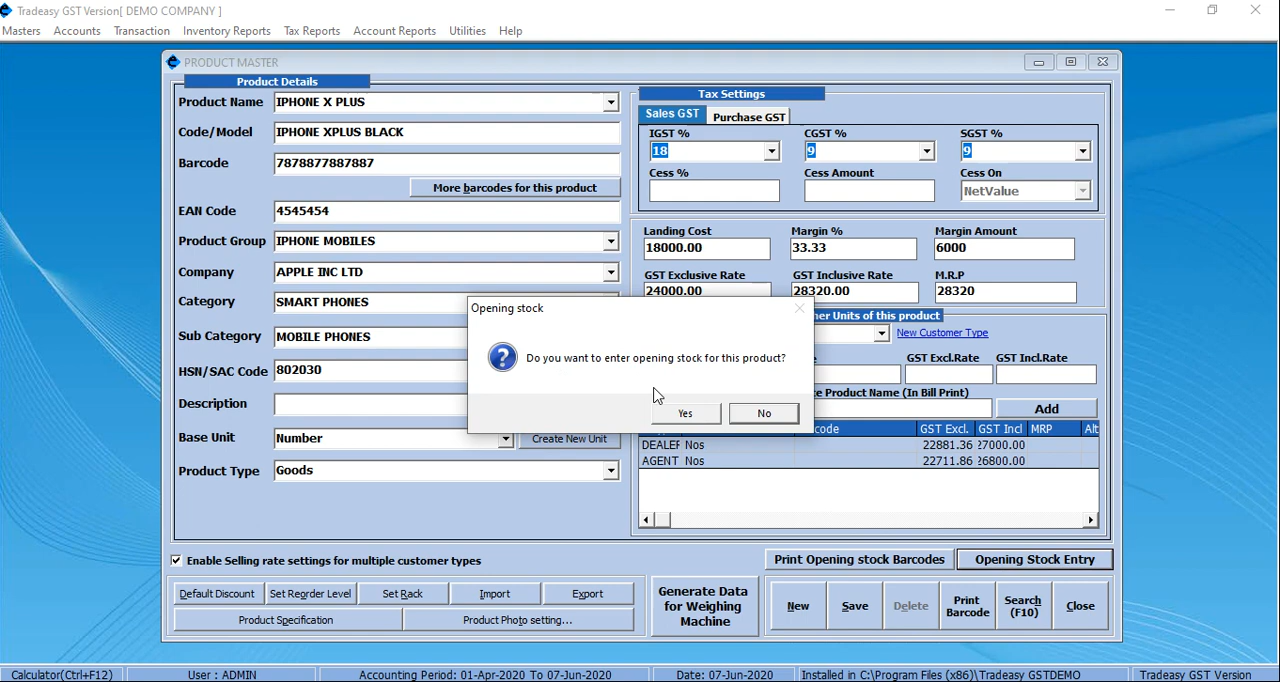 Tradeasy GST Version[ DEMO COMPANY ]
Masters Accounts Transaction Inventory Reports Tax Reports Account Reports Utilities Help
PRODUCT MASTER
Product Details
Product Name IPHONE X PLUS
Code/Model IPHONE XPLUS BLACK
Barcode 7878877887887
More barcodes for this product
EAN Code 4545454
Product Group IPHONE MOBILES
Company APPLE INC LTD
Category SMART PHONES
Sub Category MOBILE PHONES
HSN/SAC Code 802030
Description
Base Unit Number Create New Unit
Product Type Goods
Tax Settings
Sales GST Purchase GST
IGST % CGST % SGST %
18 9 9
Cess % Cess Amount Cess On
NetValue
Landing Cost Margin % Margin Amount
18000.00 33.33 6000
GST Exclusive Rate GST Inclusive Rate M.R.P
24000.00 28320.00 28320
Opening stock
Do you want to enter opening stock for this product?
Yes No
her Units of this product
New Customer Type
GST Excl.Rate GST Incl.Rate
te Product Name (In Bill Print)
Add
code GST Excl. GST Incl MRP Alt
DEALER Nos 22881.36 27000.00
AGENT Nos 22711.86 26800.00
Enable Selling rate settings for multiple customer types
Print Opening stock Barcodes Opening Stock Entry
Default Discount Set Reorder Level Set Rack Import Export
Product Specification Product Photo setting...
Generate Data
for Weighing
Machine
New Save Delete Print Barcode Search (F10) Close
Calculator(Ctrl+F12) User : ADMIN Accounting Period: 01-Apr-2020 To 07-Jun-2020 Date: 07-Jun-2020 Installed in C:\Program Files (x86)\Tradeasy GSTDEMO Tradeasy GST Version